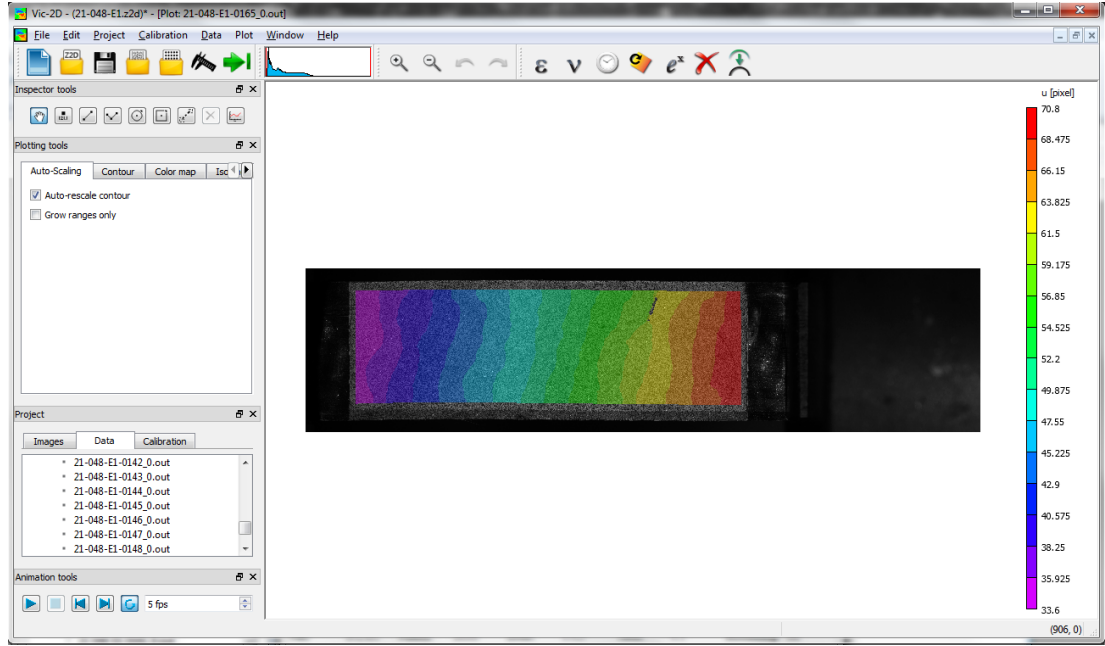 Vic-2D - (21-048-E1.z2d)* - [Plot: 21-048-E1-0165_0.out]
File Edit Project Calibration Data Plot Window Help
Z2D
ε ν eˣ
Inspector tools
Plotting tools
Auto-Scaling Contour Color map
Auto-rescale contour
Grow ranges only
Project
Images Data Calibration
21-048-E1-0142_0.out
21-048-E1-0143_0.out
21-048-E1-0144_0.out
21-048-E1-0145_0.out
21-048-E1-0146_0.out
21-048-E1-0147_0.out
21-048-E1-0148_0.out
Animation tools
5 fps
u [pixel]
70.8
68.475
66.15
63.825
61.5
59.175
56.85
54.525
52.2
49.875
47.55
45.225
42.9
40.575
38.25
35.925
33.6
(906, 0)